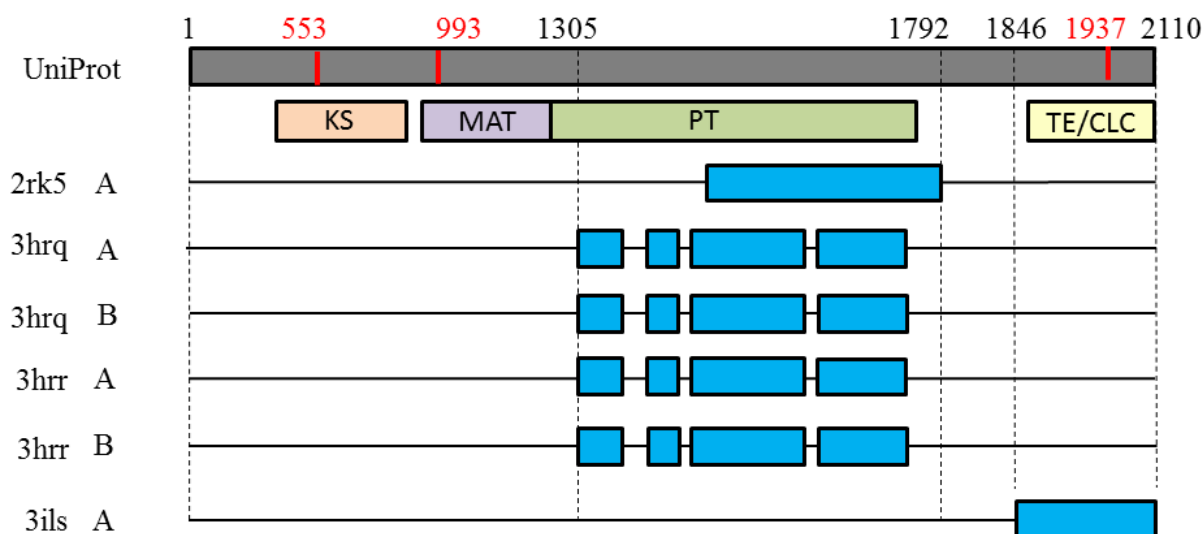 1 553 993 1305 1792 1846 1937 2110
UniProt
KS MAT PT TE/CLC
2rk5 A
3hrq A
3hrq B
3hrr A
3hrr B
3ils A